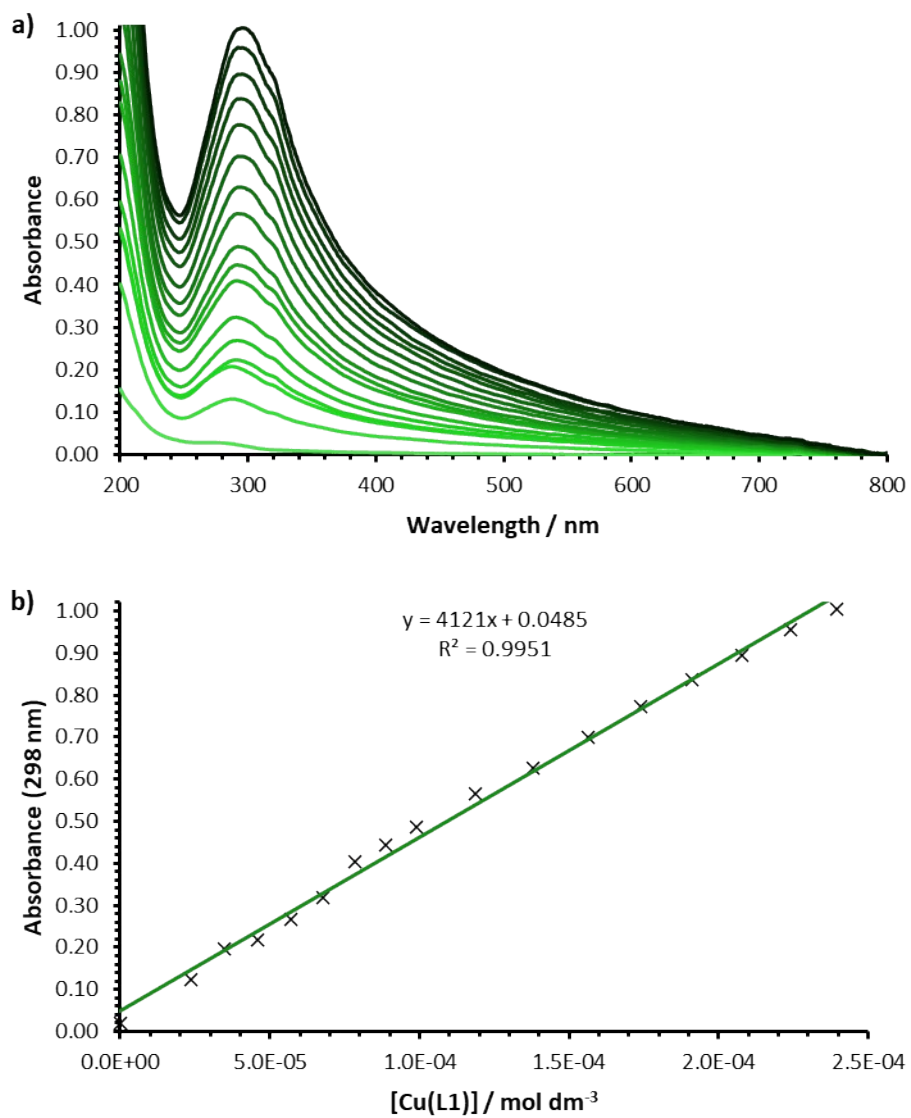 a)
1.00
0.90
0.80
0.70
0.60
0.50
0.40
0.30
0.20
0.10
0.00
Absorbance
200 300 400 500 600 700 800
Wavelength / nm
b)
y = 4121x + 0.0485
R² = 0.9951
1.00
0.90
0.80
0.70
0.60
0.50
0.40
0.30
0.20
0.10
0.00
Absorbance (298 nm)
0.0E+00 5.0E-05 1.0E-04 1.5E-04 2.0E-04 2.5E-04
[Cu(L1)] / mol dm⁻³